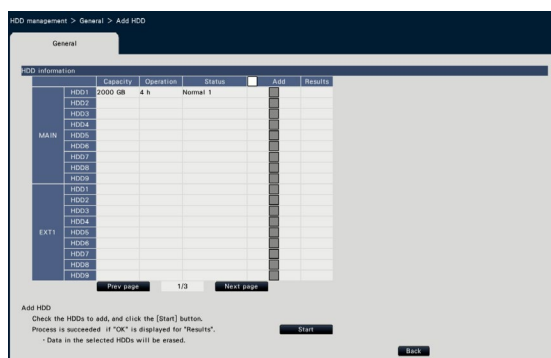 HDD management > General > Add HDD
General
HDD information
Capacity Operation Status Add Results
MAIN
HDD1 2000 GB 4 h Normal 1
HDD2
HDD3
HDD4
HDD5
HDD6
HDD7
HDD8
HDD9
EXT1
HDD1
HDD2
HDD3
HDD4
HDD5
HDD6
HDD7
HDD8
HDD9
Prev page 1/3 Next page
Add HDD
Check the HDDs to add, and click the [Start] button.
Process is succeeded if "OK" is displayed for "Results". Start
・Data in the selected HDDs will be erased.
Back